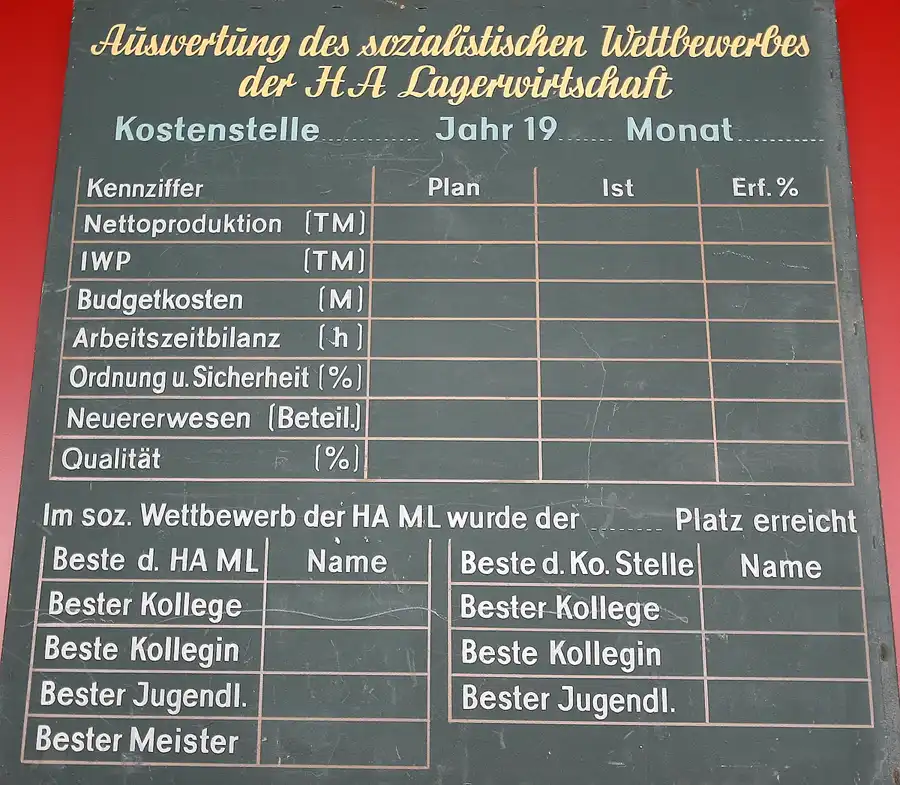 Auswertung des sozialistischen Wettbewerbes
der HA Lagerwirtschaft
Kostenstelle............ Jahr 19...... Monat............
Kennziffer Plan Ist Erf. %
Nettoproduktion (TM)
IWP (TM)
Budgetkosten (M)
Arbeitszeitbilanz (h)
Ordnung u. Sicherheit (%)
Neuererwesen (Beteil.)
Qualität (%)
Im soz. Wettbewerb der HA ML wurde der ........ Platz erreicht
Beste d. HA ML Name Beste d. Ko. Stelle Name
Bester Kollege Bester Kollege
Beste Kollegin Beste Kollegin
Bester Jugendl. Bester Jugendl.
Bester Meister